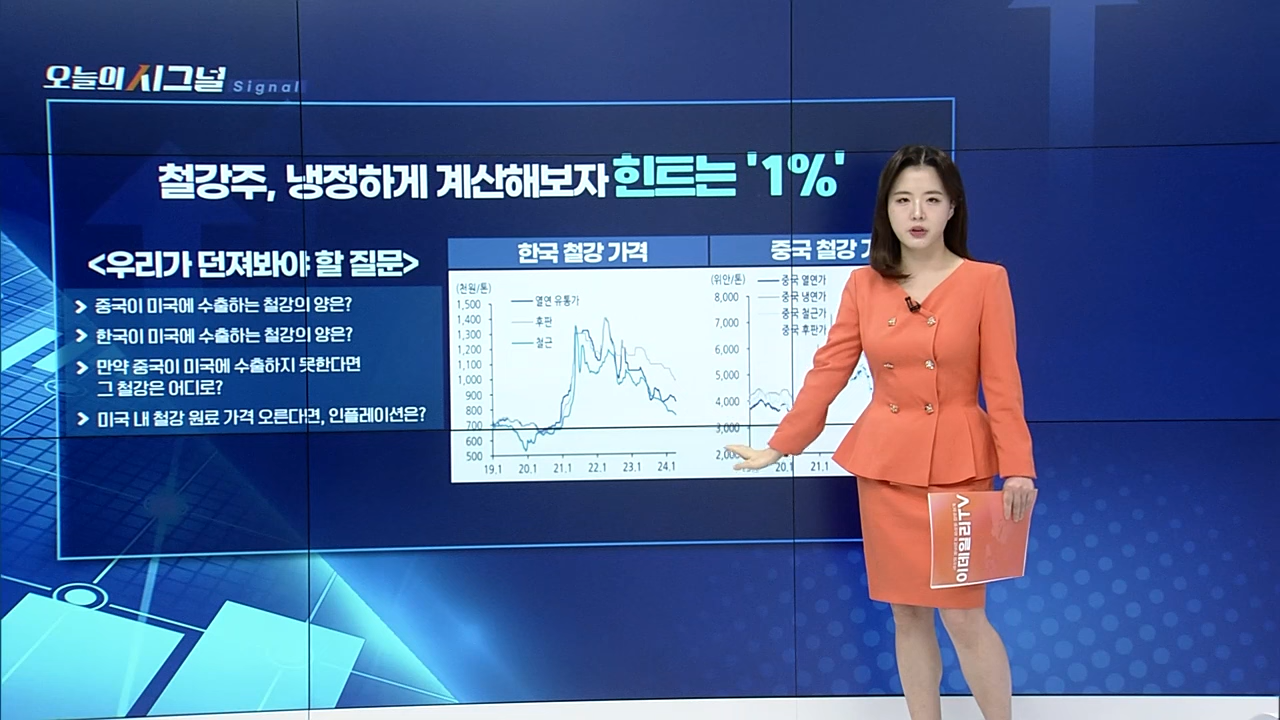 오늘의 시그널 Signal
철강주, 냉정하게 계산해보자 힌트는 '1%'
<우리가 던져봐야 할 질문>
중국이 미국에 수출하는 철강의 양은?
한국이 미국에 수출하는 철강의 양은?
만약 중국이 미국에 수출하지 못한다면
그 철강은 어디로?
미국 내 철강 원료 가격 오른다면, 인플레이션은?
한국 철강 가격
(천원/톤)
열연 유통가
후판
철근
1,500
1,400
1,300
1,200
1,100
1,000
900
800
700
600
500
19.1 20.1 21.1 22.1 23.1 24.1
중국 철강
(위안/톤)
중국 열연가
중국 냉연가
중국 철근가
중국 후판가
8,000
7,000
6,000
5,000
4,000
3,000
2,000
20.1 21.1
이데일리TV